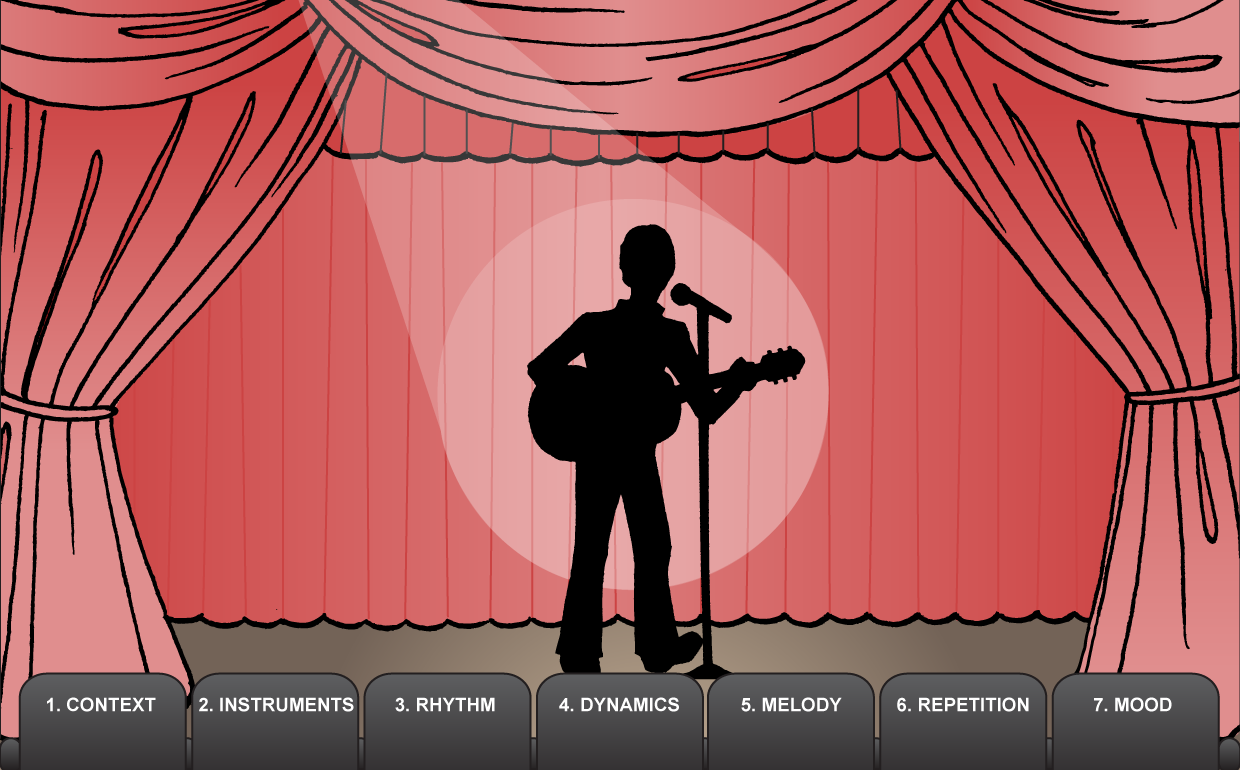 1. CONTEXT
2. INSTRUMENTS
3. RHYTHM
4. DYNAMICS
5. MELODY
6. REPETITION
7. MOOD